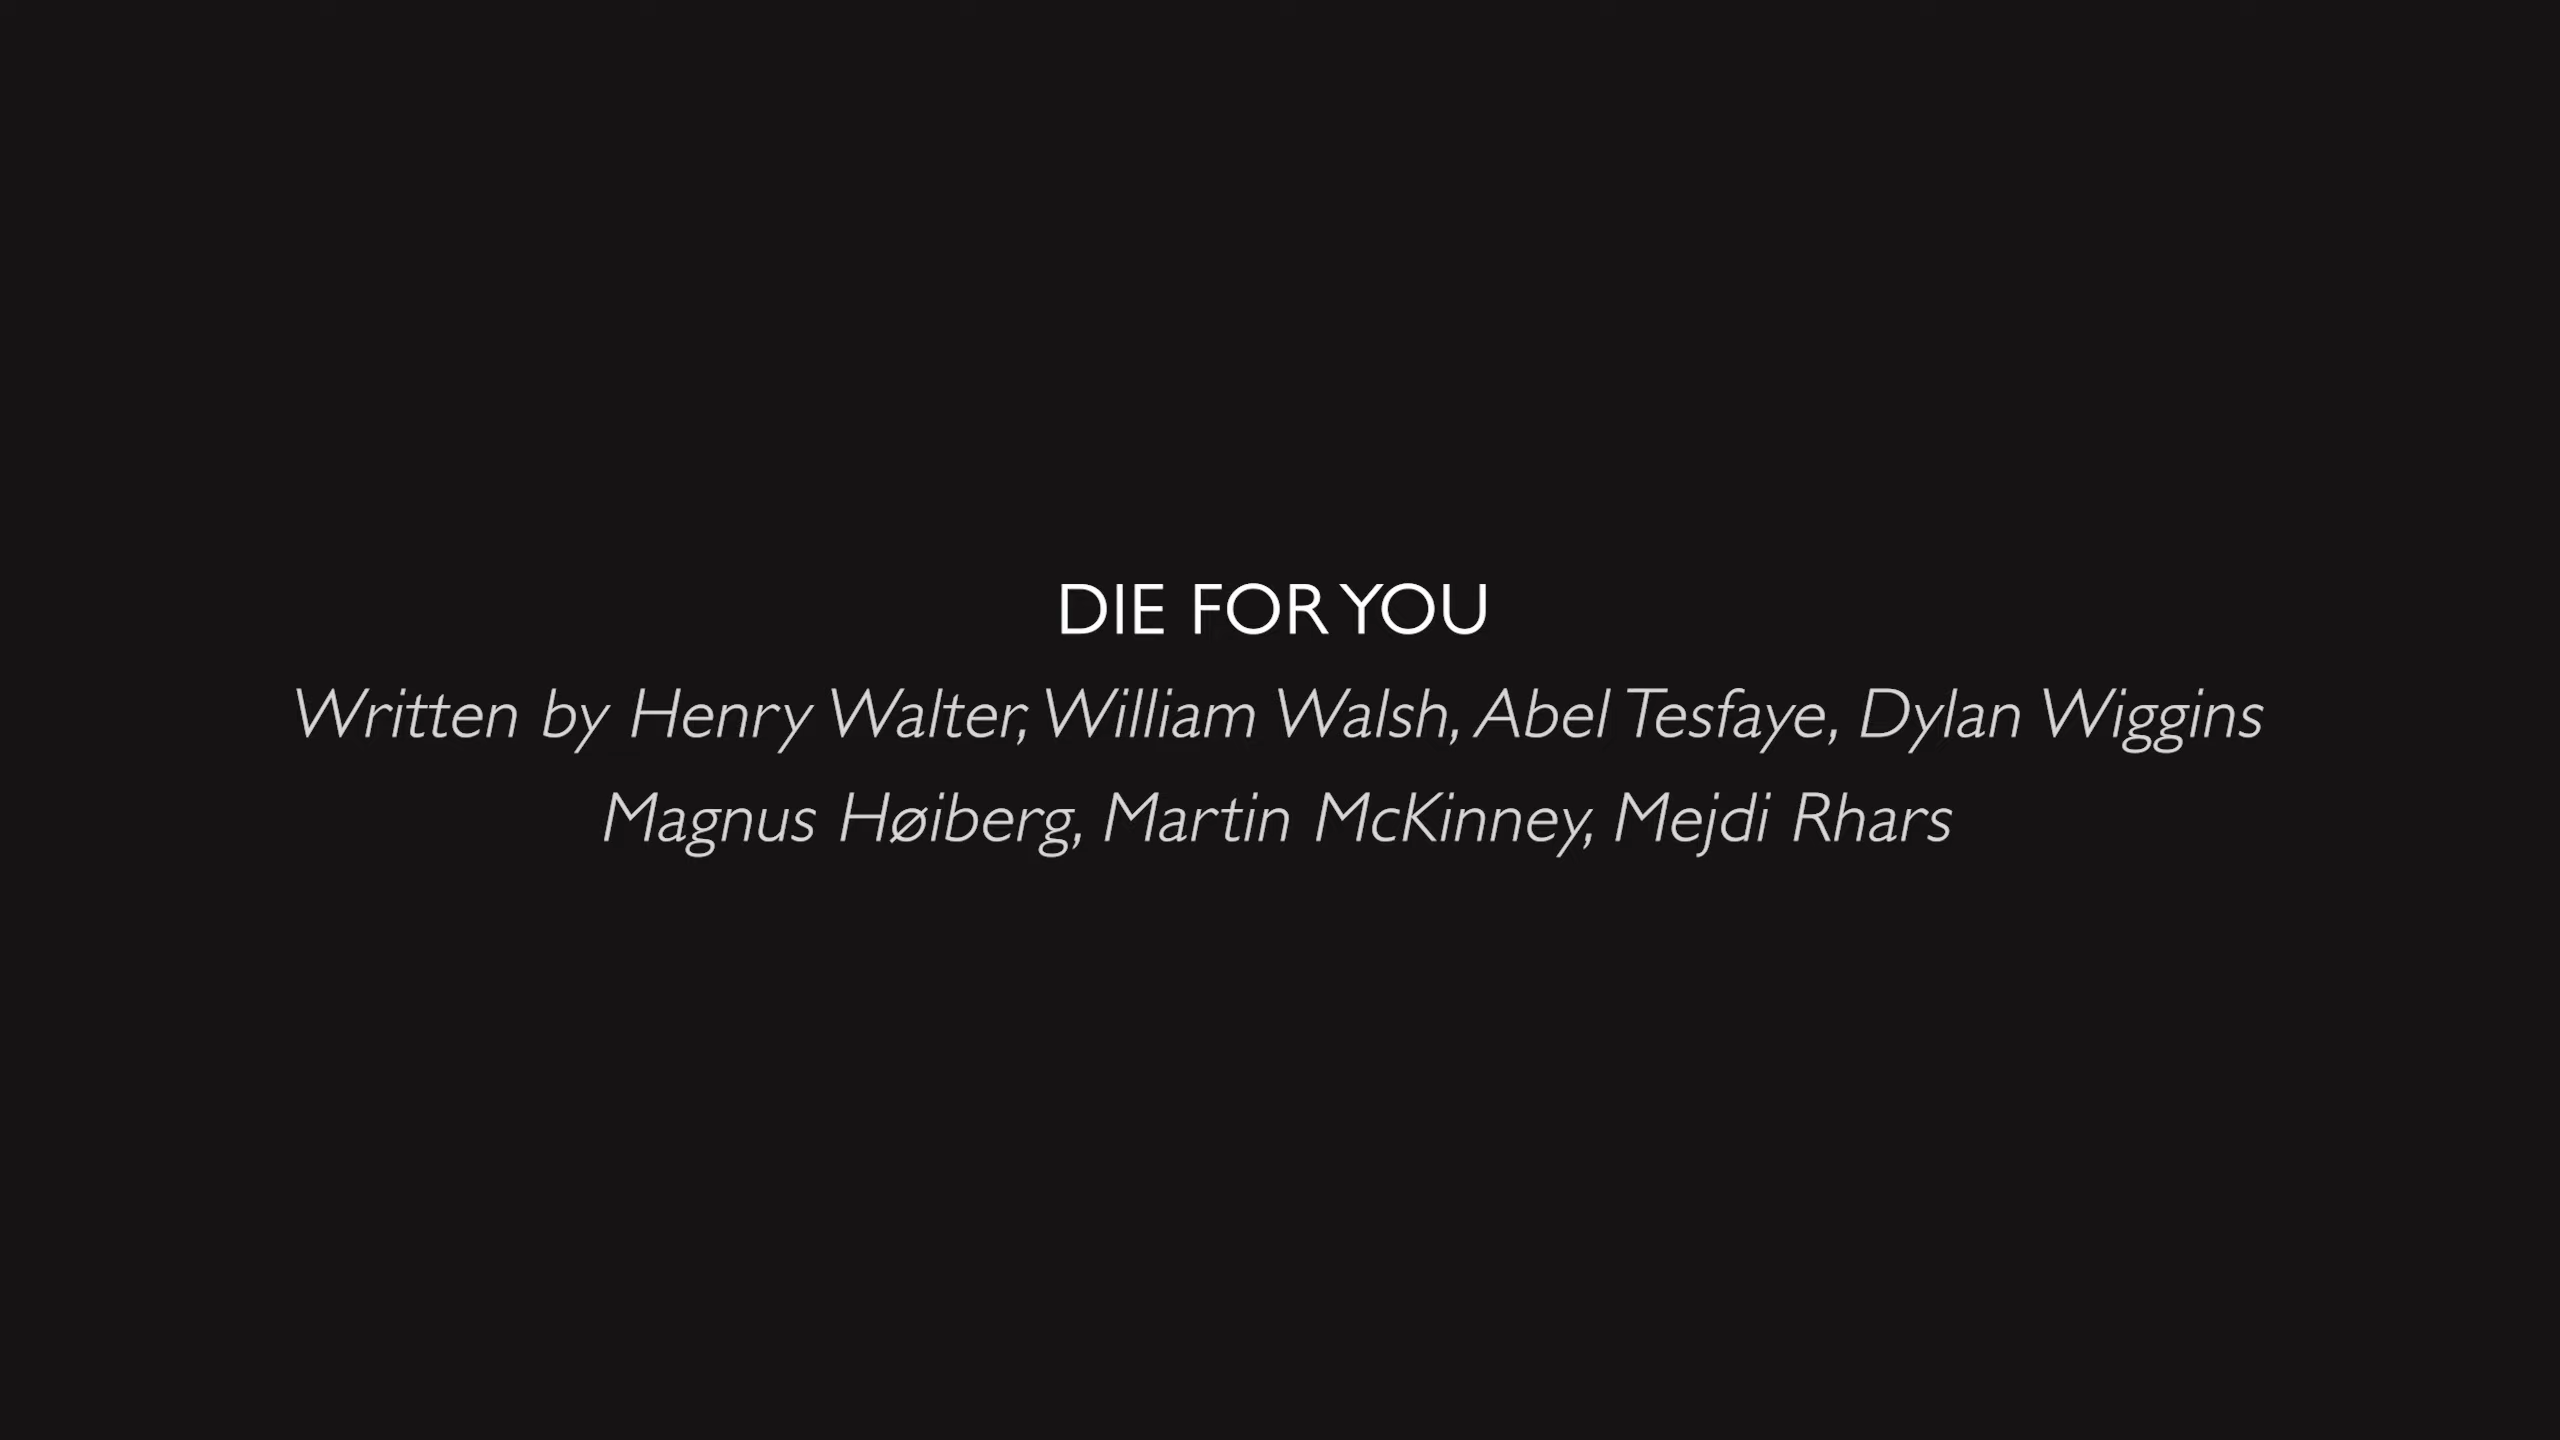 DIE FOR YOU
Written by Henry Walter, William Walsh, Abel Tesfaye, Dylan Wiggins
Magnus Høiberg, Martin McKinney, Mejdi Rhars